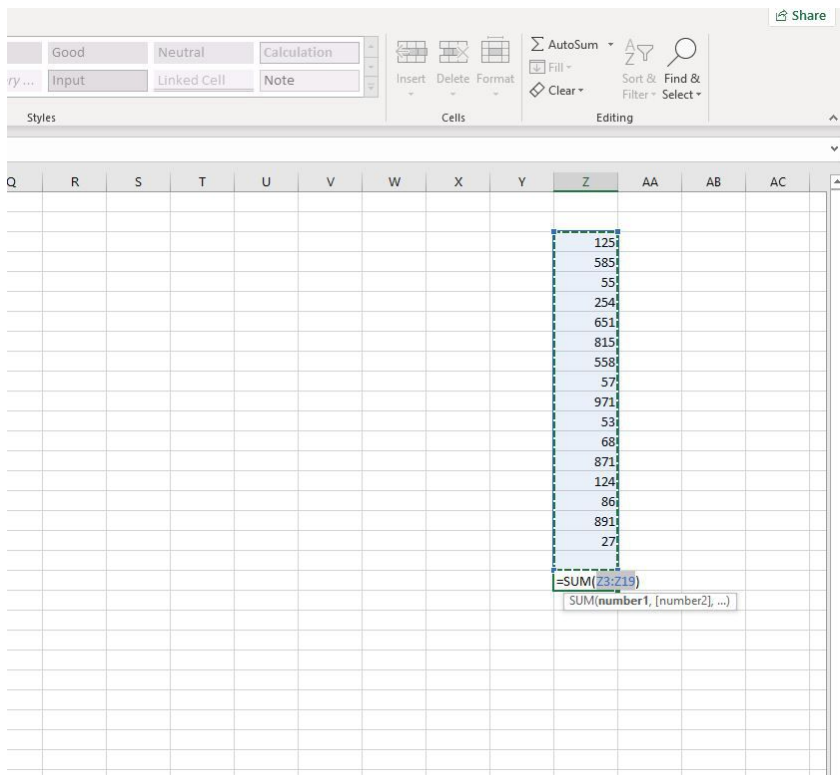 Share
Good Neutral Calculation
ry ... Input Linked Cell Note
Insert Delete Format
AutoSum
Fill
Clear
Sort & Filter
Find & Select
Styles Cells Editing
Q R S T U V W X Y Z AA AB AC
125
585
55
254
651
815
558
57
971
53
68
871
124
86
891
27
=SUM(Z3:Z19)
SUM(number1, [number2], ...)